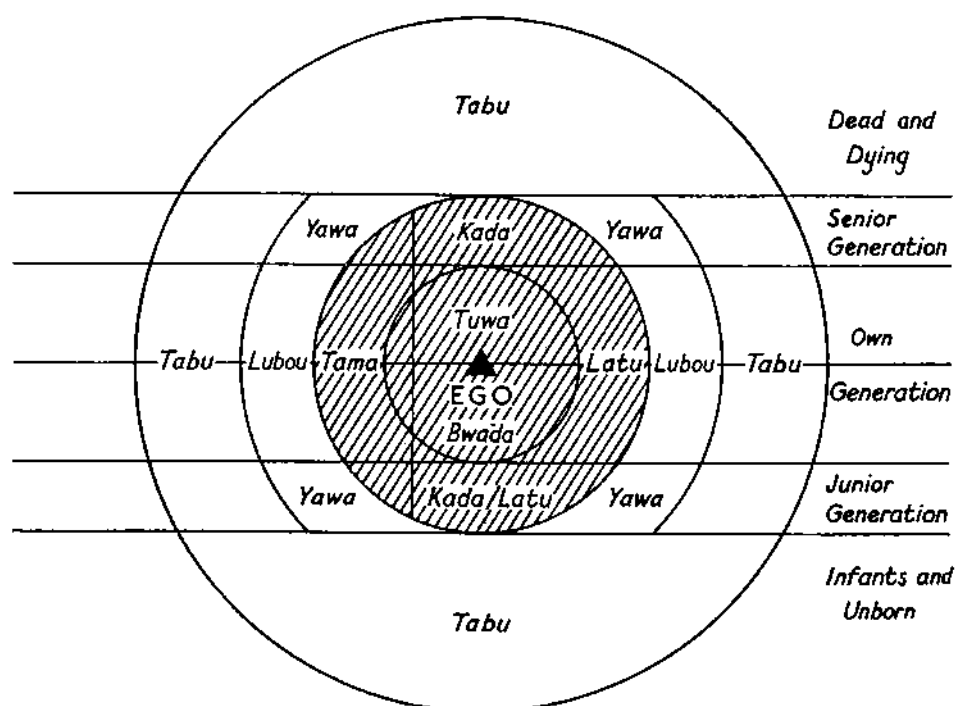 Tabu
Dead and
Dying
Yawa Kada Yawa
Senior
Generation
Tuwa
Own
Tabu Lubou Tama Latu Lubou Tabu
EGO
Generation
Bwada
Yawa Kada/Latu Yawa
Junior
Generation
Infants and
Unborn
Tabu